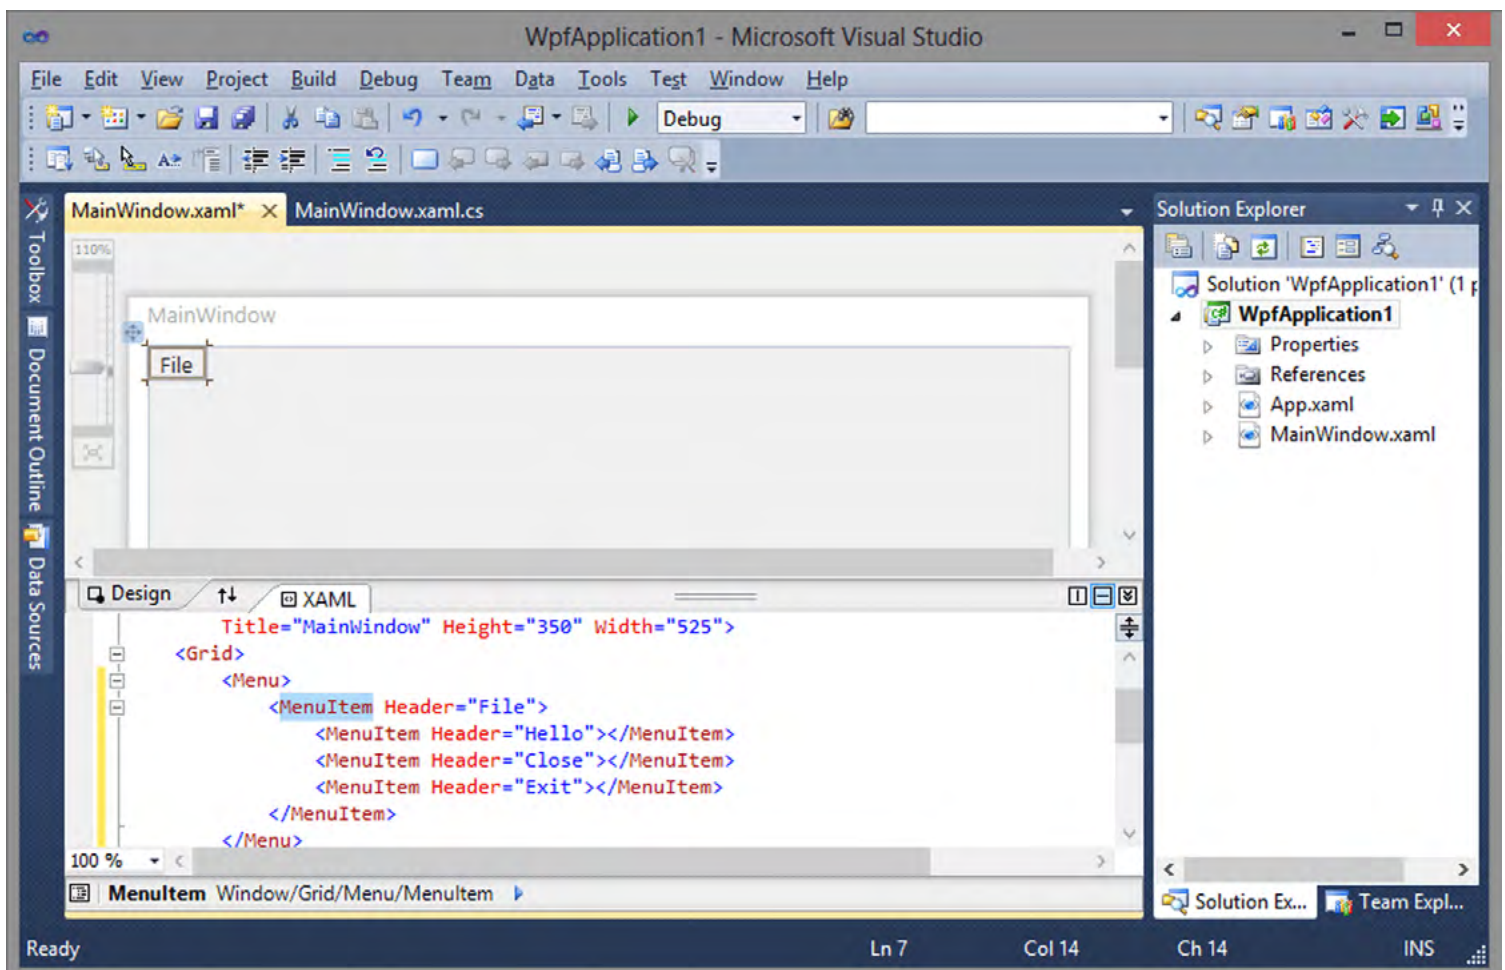 WpfApplication1 - Microsoft Visual Studio
File Edit View Project Build Debug Team Data Tools Test Window Help
Debug
MainWindow.xaml* MainWindow.xaml.cs
Solution Explorer
Toolbox
Document Outline
Data Sources
110%
MainWindow
File
Solution 'WpfApplication1' (1 p
WpfApplication1
Properties
References
App.xaml
MainWindow.xaml
Design XAML
Title="MainWindow" Height="350" Width="525">
<Grid>
<Menu>
<MenuItem Header="File">
<MenuItem Header="Hello"></MenuItem>
<MenuItem Header="Close"></MenuItem>
<MenuItem Header="Exit"></MenuItem>
</MenuItem>
</Menu>
100 %
MenuItem Window/Grid/Menu/MenuItem
Solution Ex... Team Expl...
Ready Ln 7 Col 14 Ch 14 INS